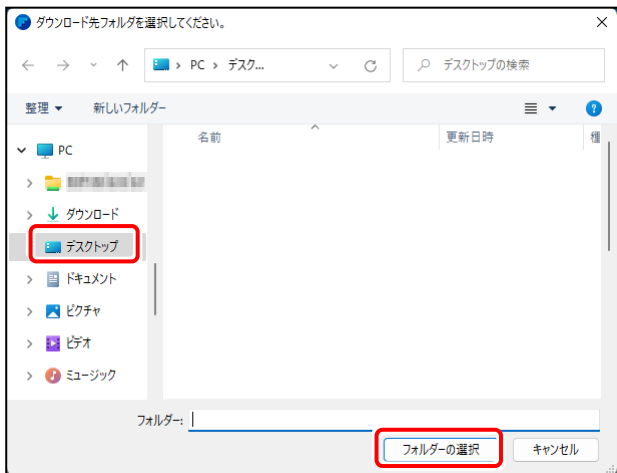 ダウンロード先フォルダを選択してください。
PC › デスク...
デスクトップの検索
整理
新しいフォルダー
名前
更新日時
種
PC
ダウンロード
デスクトップ
ドキュメント
ピクチャ
ビデオ
ミュージック
フォルダー:
フォルダーの選択
キャンセル